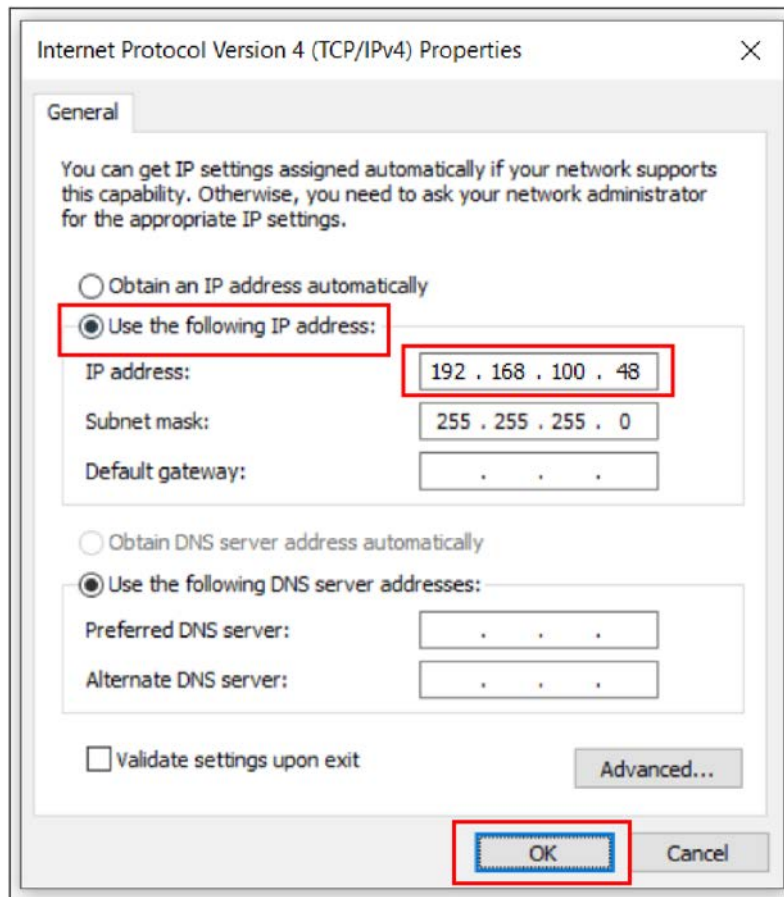 Internet Protocol Version 4 (TCP/IPv4) Properties
General
You can get IP settings assigned automatically if your network supports
this capability. Otherwise, you need to ask your network administrator
for the appropriate IP settings.
Obtain an IP address automatically
Use the following IP address:
IP address: 192 . 168 . 100 . 48
Subnet mask: 255 . 255 . 255 . 0
Default gateway: . . .
Obtain DNS server address automatically
Use the following DNS server addresses:
Preferred DNS server: . . .
Alternate DNS server: . . .
Validate settings upon exit
Advanced...
OK Cancel